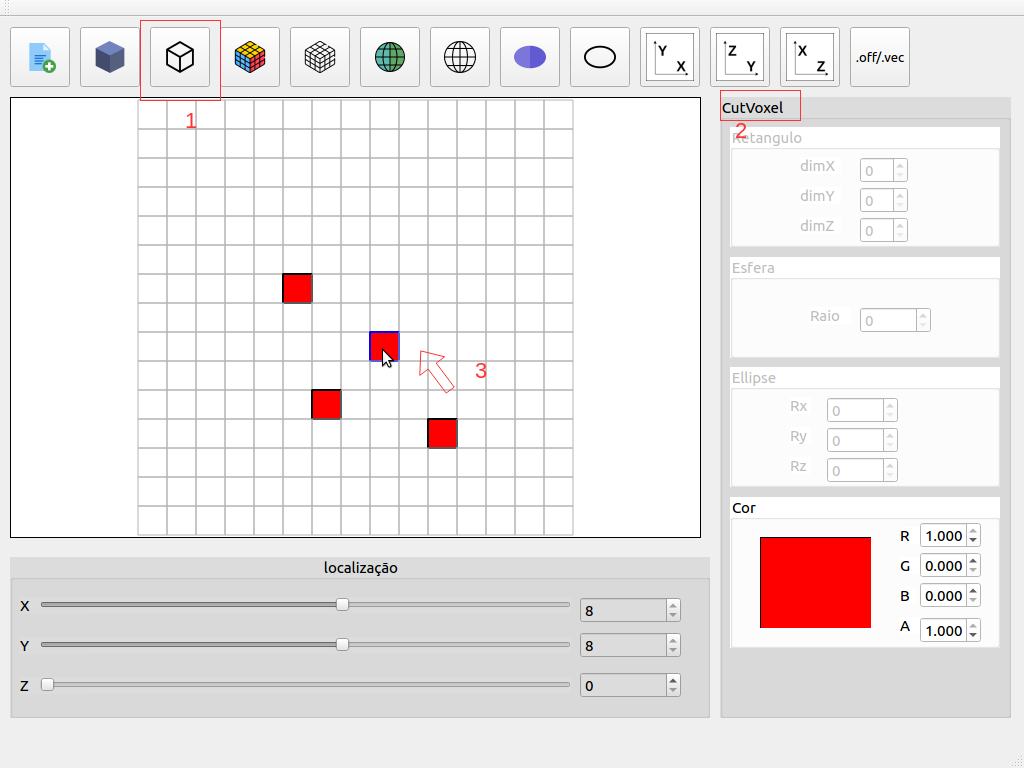 Y
X
Z
Y
X
Z
.off/.vec
1
CutVoxel
2
Retangulo
dimX 0
dimY 0
dimZ 0
Esfera
Raio 0
3
Ellipse
Rx 0
Ry 0
Rz 0
Cor
R 1.000
G 0.000
B 0.000
A 1.000
localização
X 8
Y 8
Z 0